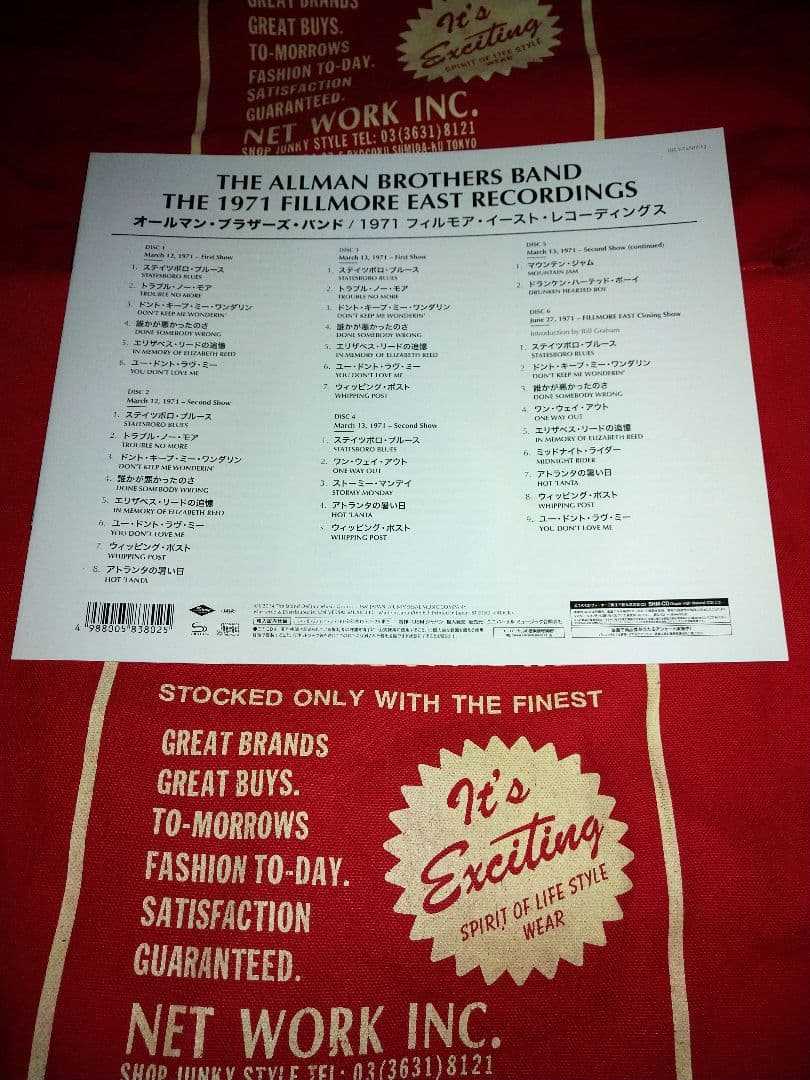 GREAT BRANDS
GREAT BUYS.
TO-MORROWS
FASHION TO-DAY.
SATISFACTION
GUARANTEED.
It's
Exciting
SPIRIT OF LIFE STYLE
WEAR
NET WORK INC.
SHOP JUNKY STYLE TEL: 03(3631)8121
SUMIDA-KU TOKYO
THE ALLMAN BROTHERS BAND
THE 1971 FILLMORE EAST RECORDINGS
オールマン・ブラザーズ・バンド / 1971 フィルモア・イースト・レコーディングス
DISC 1
March 12, 1971 – First Show
1. ステイツボロ・ブルース
STATESBORO BLUES
2. トラブル・ノー・モア
TROUBLE NO MORE
3. ドント・キープ・ミー・ワンダリン
DON'T KEEP ME WONDERIN'
4. 誰かが悪かったのさ
DONE SOMEBODY WRONG
5. エリザベス・リードの追憶
IN MEMORY OF ELIZABETH REED
6. ユー・ドント・ラヴ・ミー
YOU DON'T LOVE ME
DISC 2
March 12, 1971 – Second Show
1. ステイツボロ・ブルース
STATESBORO BLUES
2. トラブル・ノー・モア
TROUBLE NO MORE
3. ドント・キープ・ミー・ワンダリン
DON'T KEEP ME WONDERIN'
4. 誰かが悪かったのさ
DONE SOMEBODY WRONG
5. エリザベス・リードの追憶
IN MEMORY OF ELIZABETH REED
6. ユー・ドント・ラヴ・ミー
YOU DON'T LOVE ME
7. ウィッピング・ポスト
WHIPPING POST
8. アトランタの暑い日
HOT 'LANTA
DISC 3
March 13, 1971 – First Show
1. ステイツボロ・ブルース
STATESBORO BLUES
2. トラブル・ノー・モア
TROUBLE NO MORE
3. ドント・キープ・ミー・ワンダリン
DON'T KEEP ME WONDERIN'
4. 誰かが悪かったのさ
DONE SOMEBODY WRONG
5. エリザベス・リードの追憶
IN MEMORY OF ELIZABETH REED
6. ユー・ドント・ラヴ・ミー
YOU DON'T LOVE ME
7. ウィッピング・ポスト
WHIPPING POST
DISC 4
March 13, 1971 – Second Show
1. ステイツボロ・ブルース
STATESBORO BLUES
2. ワン・ウェイ・アウト
ONE WAY OUT
3. ストーミー・マンデイ
STORMY MONDAY
4. アトランタの暑い日
HOT 'LANTA
5. ウィッピング・ポスト
WHIPPING POST
DISC 5
March 13, 1971 – Second Show (continued)
1. マウンテン・ジャム
MOUNTAIN JAM
2. ドランケン・ハーテッド・ボーイ
DRUNKEN HEARTED BOY
DISC 6
June 27, 1971 – FILLMORE EAST Closing Show
Introduction by Bill Graham
1. ステイツボロ・ブルース
STATESBORO BLUES
2. ドント・キープ・ミー・ワンダリン
DON'T KEEP ME WONDERIN'
3. 誰かが悪かったのさ
DONE SOMEBODY WRONG
4. ワン・ウェイ・アウト
ONE WAY OUT
5. エリザベス・リードの追憶
IN MEMORY OF ELIZABETH REED
6. ミッドナイト・ライダー
MIDNIGHT RIDER
7. アトランタの暑い日
HOT 'LANTA
8. ウィッピング・ポスト
WHIPPING POST
9. ユー・ドント・ラヴ・ミー
YOU DON'T LOVE ME
4 988005 838025
SHM-CD
STOCKED ONLY WITH THE FINEST
GREAT BRANDS
GREAT BUYS.
TO-MORROWS
FASHION TO-DAY.
SATISFACTION
GUARANTEED.
It's
Exciting
SPIRIT OF LIFE STYLE
WEAR
NET WORK INC.
SHOP JUNKY STYLE TEL: 03(3631)8121